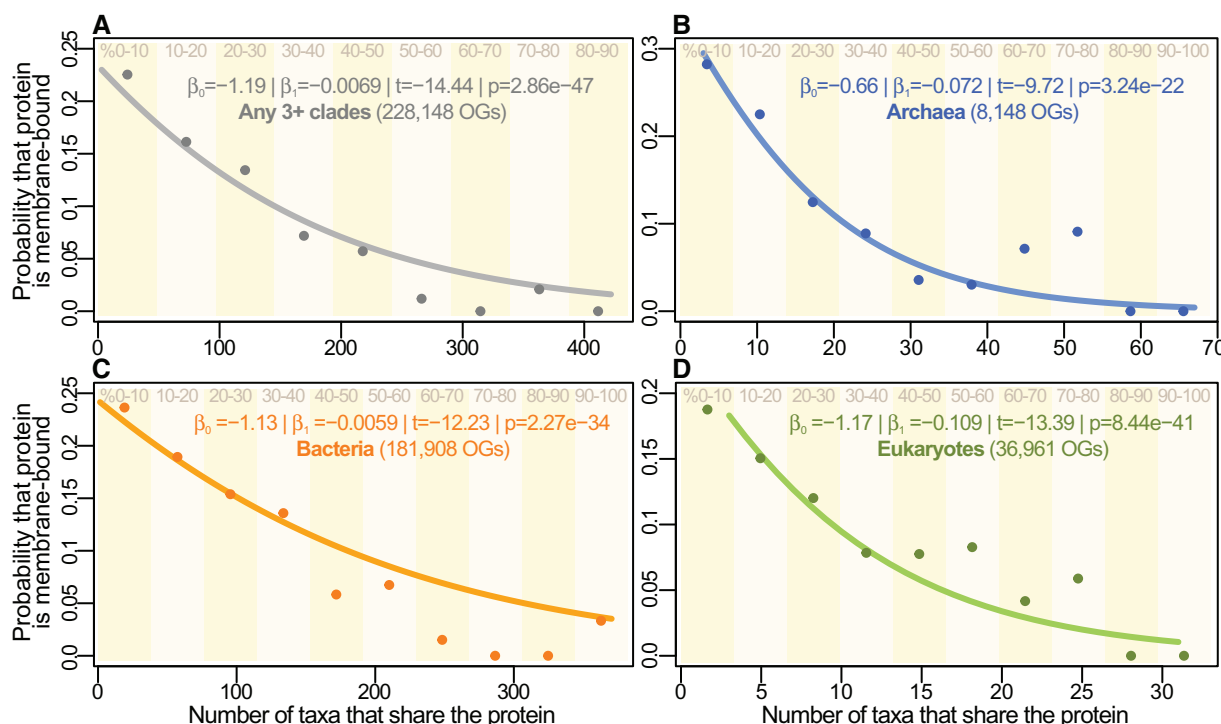 A
%0-10 10-20 20-30 30-40 40-50 50-60 60-70 70-80 80-90
β0=−1.19 | β1=−0.0069 | t=−14.44 | p=2.86e−47
Any 3+ clades (228,148 OGs)
Probability that protein
is membrane-bound
0.25
0.2
0.15
0.1
0.05
0.0
0 100 200 300 400
B
%0-10 10-20 20-30 30-40 40-50 50-60 60-70 70-80 80-90 90-100
β0=−0.66 | β1=−0.072 | t=−9.72 | p=3.24e−22
Archaea (8,148 OGs)
0.3
0.2
0.1
0.0
0 10 20 30 40 50 60 70
C
%0-10 10-20 20-30 30-40 40-50 50-60 60-70 70-80 80-90 90-100
β0 =−1.13 | β1 =−0.0059 | t=−12.23 | p=2.27e−34
Bacteria (181,908 OGs)
Probability that protein
is membrane-bound
0.25
0.2
0.15
0.1
0.05
0.0
0 100 200 300
Number of taxa that share the protein
D
%0-10 10-20 20-30 30-40 40-50 50-60 60-70 70-80 80-90 90-100
β0 =−1.17 | β1 =−0.109 | t=−13.39 | p=8.44e−41
Eukaryotes (36,961 OGs)
0.2
0.15
0.1
0.05
0.0
0 5 10 15 20 25 30
Number of taxa that share the protein